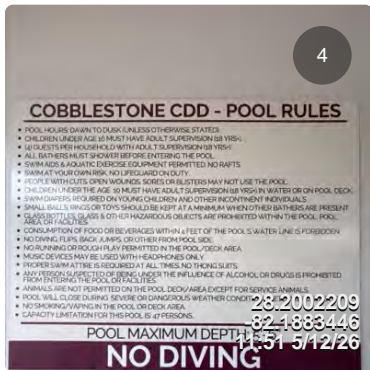 4
COBBLESTONE CDD - POOL RULES
• POOL HOURS: DAWN TO DUSK (UNLESS OTHERWISE STATED).
• CHILDREN UNDER AGE 16 MUST HAVE ADULT SUPERVISION (18 YRS+).
• GUESTS PER HOUSEHOLD WITH ADULT SUPERVISION (18 YRS+)
• ALL BATHERS MUST SHOWER BEFORE ENTERING THE POOL.
• SWIM AIDS & AQUATIC EXERCISE EQUIPMENT PERMITTED. NO RAFTS.
• SWIM AT YOUR OWN RISK. NO LIFEGUARD ON DUTY.
• PEOPLE WITH CUTS, OPEN WOUNDS, SORES OR BLISTERS MAY NOT USE THE POOL.
• CHILDREN UNDER THE AGE 10 MUST HAVE ADULT SUPERVISION (18 YRS+) IN WATER OR ON POOL DECK.
• SWIM DIAPERS REQUIRED ON YOUNG CHILDREN AND OTHER INCONTINENT INDIVIDUALS.
• SMALL BALLS, RINGS OR TOYS SHOULD BE KEPT AT A MINIMUM WHEN OTHER BATHERS ARE PRESENT
• GLASS BOTTLES, GLASS & OTHER HAZARDOUS OBJECTS ARE PROHIBITED WITHIN THE POOL, POOL
AREA, OR FACILITIES.
• CONSUMPTION OF FOOD OR BEVERAGES WITHIN 4 FEET OF THE POOL'S WATER LINE IS FORBIDDEN
• NO DIVING, FLIPS, BACK JUMPS, OR OTHER FROM POOL SIDE.
• NO RUNNING OR ROUGH PLAY PERMITTED IN THE POOL/DECK AREA.
• MUSIC DEVICES MAY BE USED WITH HEADPHONES ONLY.
• PROPER SWIM ATTIRE IS REQUIRED AT ALL TIMES. NO THONG SUITS.
• ANY PERSON SUSPECTED OF BEING UNDER THE INFLUENCE OF ALCOHOL OR DRUGS IS PROHIBITED
FROM ENTERING THE POOL OR FACILITIES.
• ANIMALS ARE NOT PERMITTED ON THE POOL DECK/AREA EXCEPT FOR SERVICE ANIMALS.
• POOL WILL CLOSE DURING SEVERE OR DANGEROUS WEATHER
• NO SMOKING/VAPING IN THE POOL OR DECK AREA.
• CAPACITY LIMITATION FOR THIS POOL IS 47 PERSONS.
POOL MAXIMUM DEPTH
NO DIVING
28.2002209
82.1883446
11:51 5/12/26